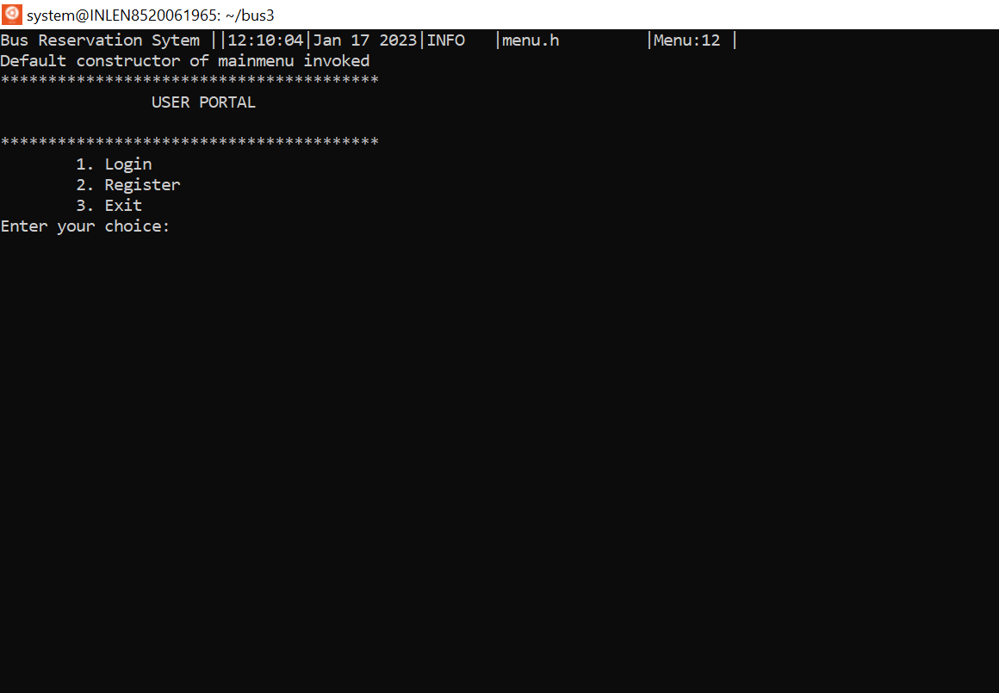 system@INLEN8520061965: ~/bus3
Bus Reservation Sytem ||12:10:04|Jan 17 2023|INFO   |menu.h         |Menu:12 |
Default constructor of mainmenu invoked
****************************************
                USER PORTAL
****************************************
        1. Login
        2. Register
        3. Exit
Enter your choice: